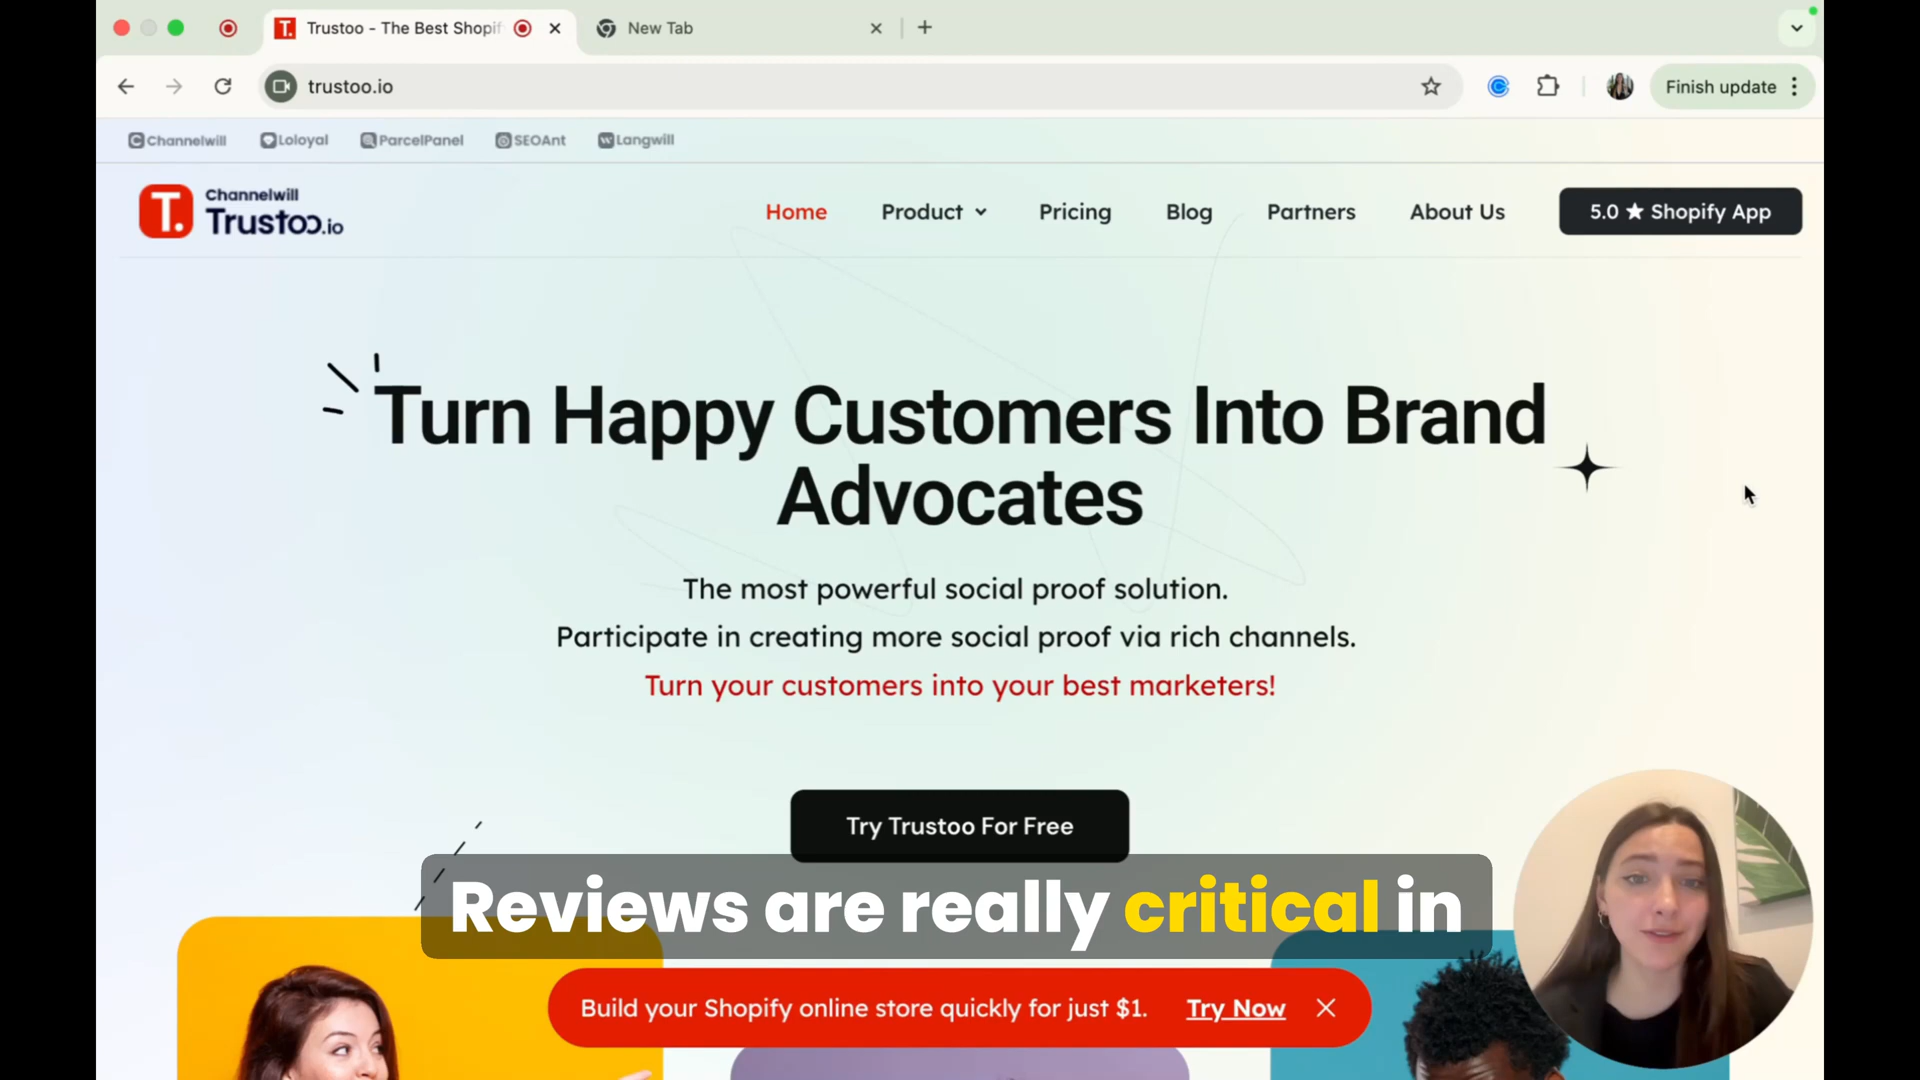 Trustoo - The Best Shopif
New Tab
trustoo.io
Finish update
Channelwill
Loloyal
ParcelPanel
SEOAnt
Langwill
T.
Channelwill
Trustoo.io
Home
Product
Pricing
Blog
Partners
About Us
5.0 ★ Shopify App
Turn Happy Customers Into Brand
Advocates
The most powerful social proof solution.
Participate in creating more social proof via rich channels.
Turn your customers into your best marketers!
Try Trustoo For Free
Reviews are really critical in
Build your Shopify online store quickly for just $1.
Try Now